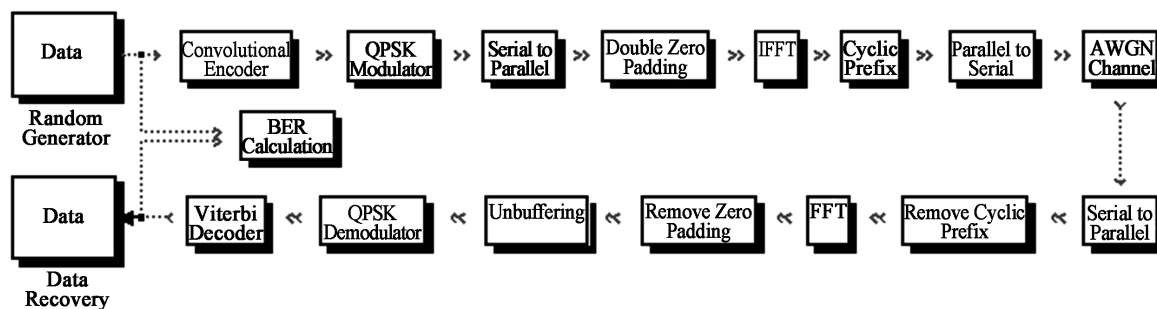 Data
Random
Generator
Convolutional
Encoder
QPSK
Modulator
Serial to
Parallel
Double Zero
Padding
IFFT
Cyclic
Prefix
Parallel to
Serial
AWGN
Channel
BER
Calculation
Data
Data
Recovery
Viterbi
Decoder
QPSK
Demodulator
Unbuffering
Remove Zero
Padding
FFT
Remove Cyclic
Prefix
Serial to
Parallel